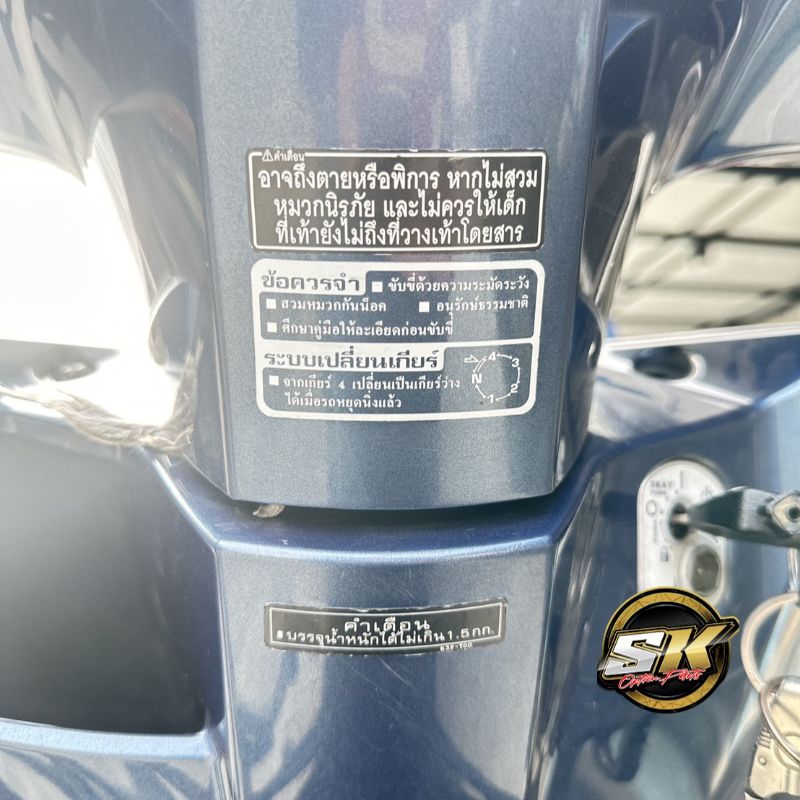 ⚠คำเตือน
อาจถึงตายหรือพิการ หากไม่สวม
หมวกนิรภัย และไม่ควรให้เด็ก
ที่เท้ายังไม่ถึงที่วางเท้าโดยสาร
ข้อควรจำ ■ ขับขี่ด้วยความระมัดระวัง
■ สวมหมวกกันน็อค ■ อนุรักษ์ธรรมชาติ
■ ศึกษาคู่มือให้ละเอียดก่อนขับขี่
ระบบเปลี่ยนเกียร์
■ จากเกียร์ 4 เปลี่ยนเป็นเกียร์ว่าง
ได้เมื่อรถหยุดนิ่งแล้ว
N 1 2 3 4
คำเตือน
■บรรจุน้ำหนักได้ไม่เกิน 1.5 กก.
SK
Option Parts